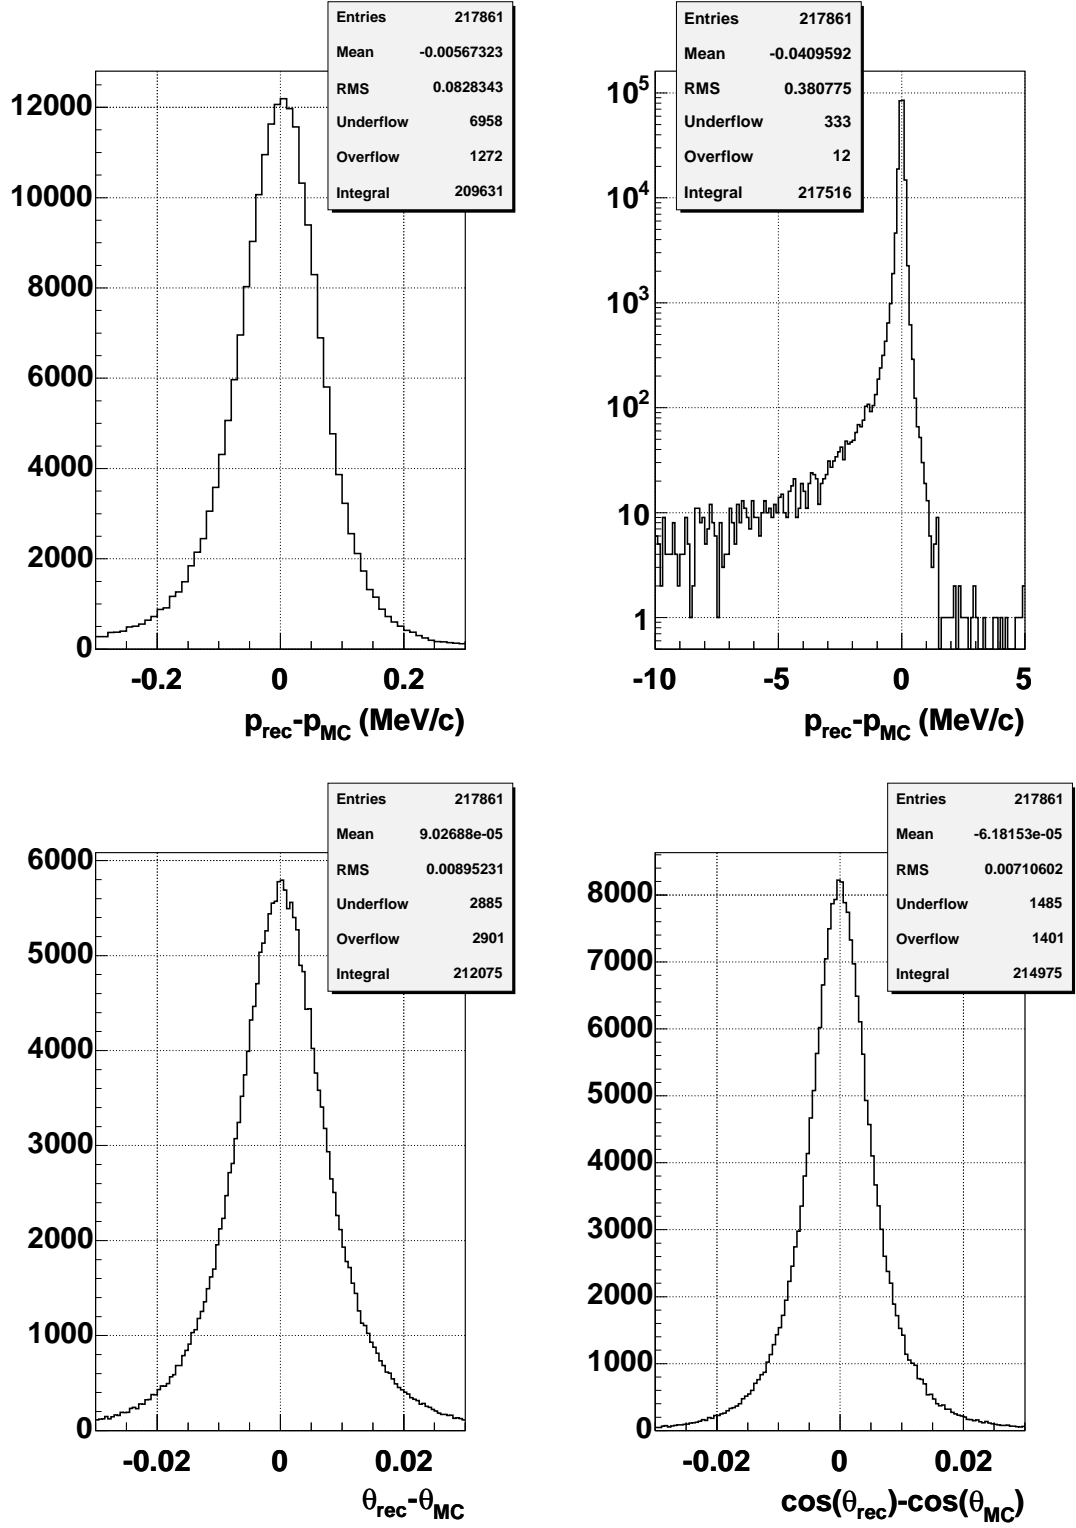 Entries 217861
Mean -0.00567323
RMS 0.0828343
Underflow 6958
Overflow 1272
Integral 209631
12000
10000
8000
6000
4000
2000
0
-0.2 0 0.2
p_rec-p_MC (MeV/c)
Entries 217861
Mean -0.0409592
RMS 0.380775
Underflow 333
Overflow 12
Integral 217516
10^5
10^4
10^3
10^2
10
1
-10 -5 0 5
p_rec-p_MC (MeV/c)
Entries 217861
Mean 9.02688e-05
RMS 0.00895231
Underflow 2885
Overflow 2901
Integral 212075
6000
5000
4000
3000
2000
1000
0
-0.02 0 0.02
θ_rec-θ_MC
Entries 217861
Mean -6.18153e-05
RMS 0.00710602
Underflow 1485
Overflow 1401
Integral 214975
8000
7000
6000
5000
4000
3000
2000
1000
0
-0.02 0 0.02
cos(θ_rec)-cos(θ_MC)